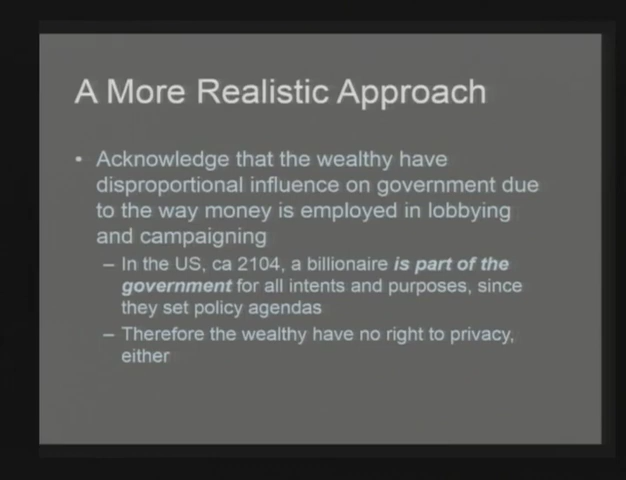 A More Realistic Approach
• Acknowledge that the wealthy have
disproportional influence on government due
to the way money is employed in lobbying
and campaigning
– In the US, ca 2104, a billionaire is part of the
government for all intents and purposes, since
they set policy agendas
– Therefore the wealthy have no right to privacy,
either